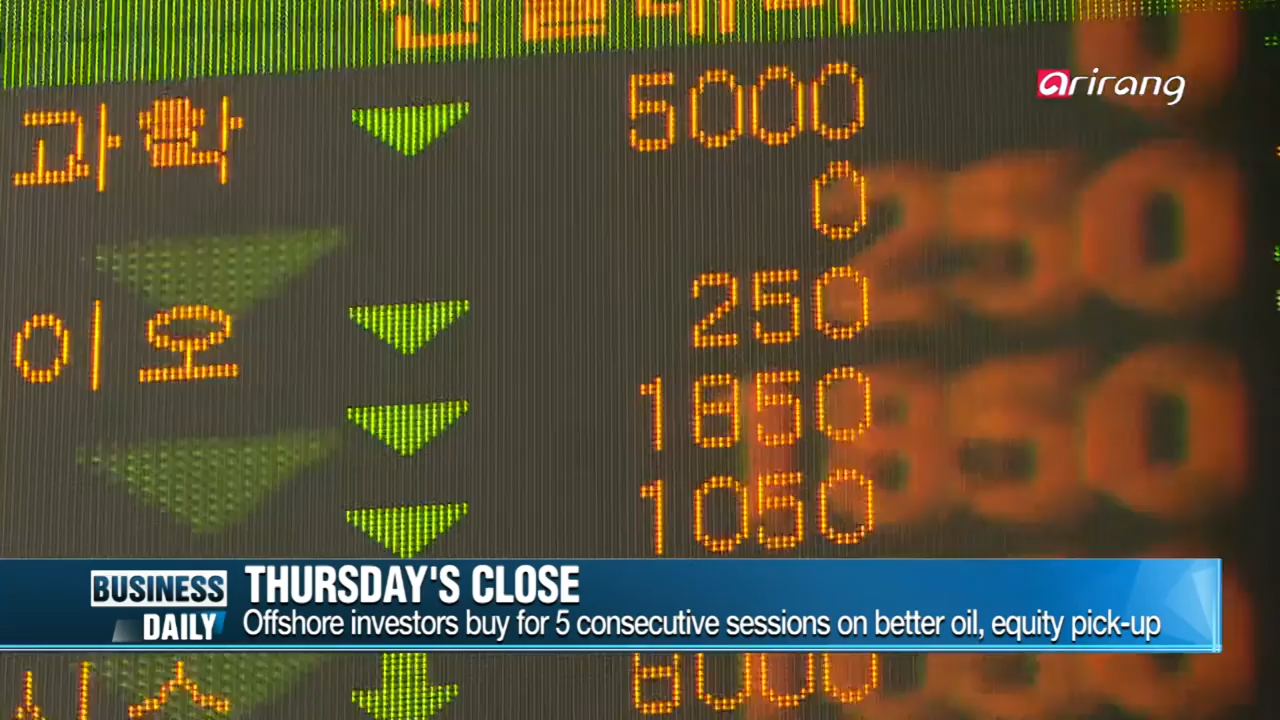 arirang
과학 5000
0
이오 250
1850
1050
BUSINESS DAILY
THURSDAY'S CLOSE
Offshore investors buy for 5 consecutive sessions on better oil, equity pick-up
8000